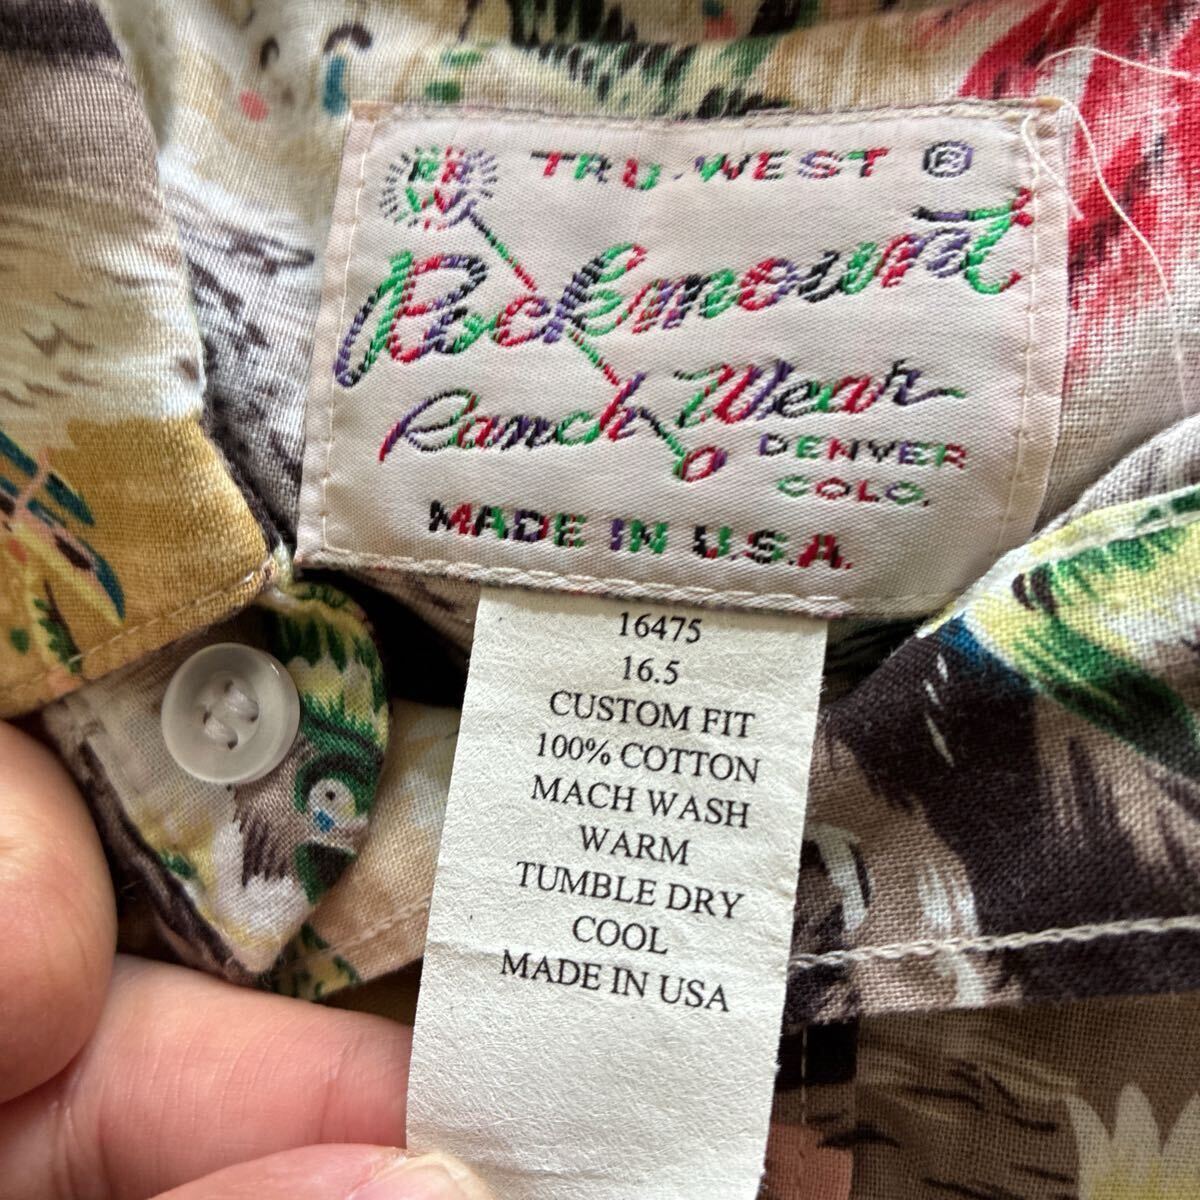 RR
W
TRU-WEST ®
Rockmount
Ranch Wear
DENVER
COLO.
MADE IN U.S.A.
16475
16.5
CUSTOM FIT
100% COTTON
MACH WASH
WARM
TUMBLE DRY
COOL
MADE IN USA